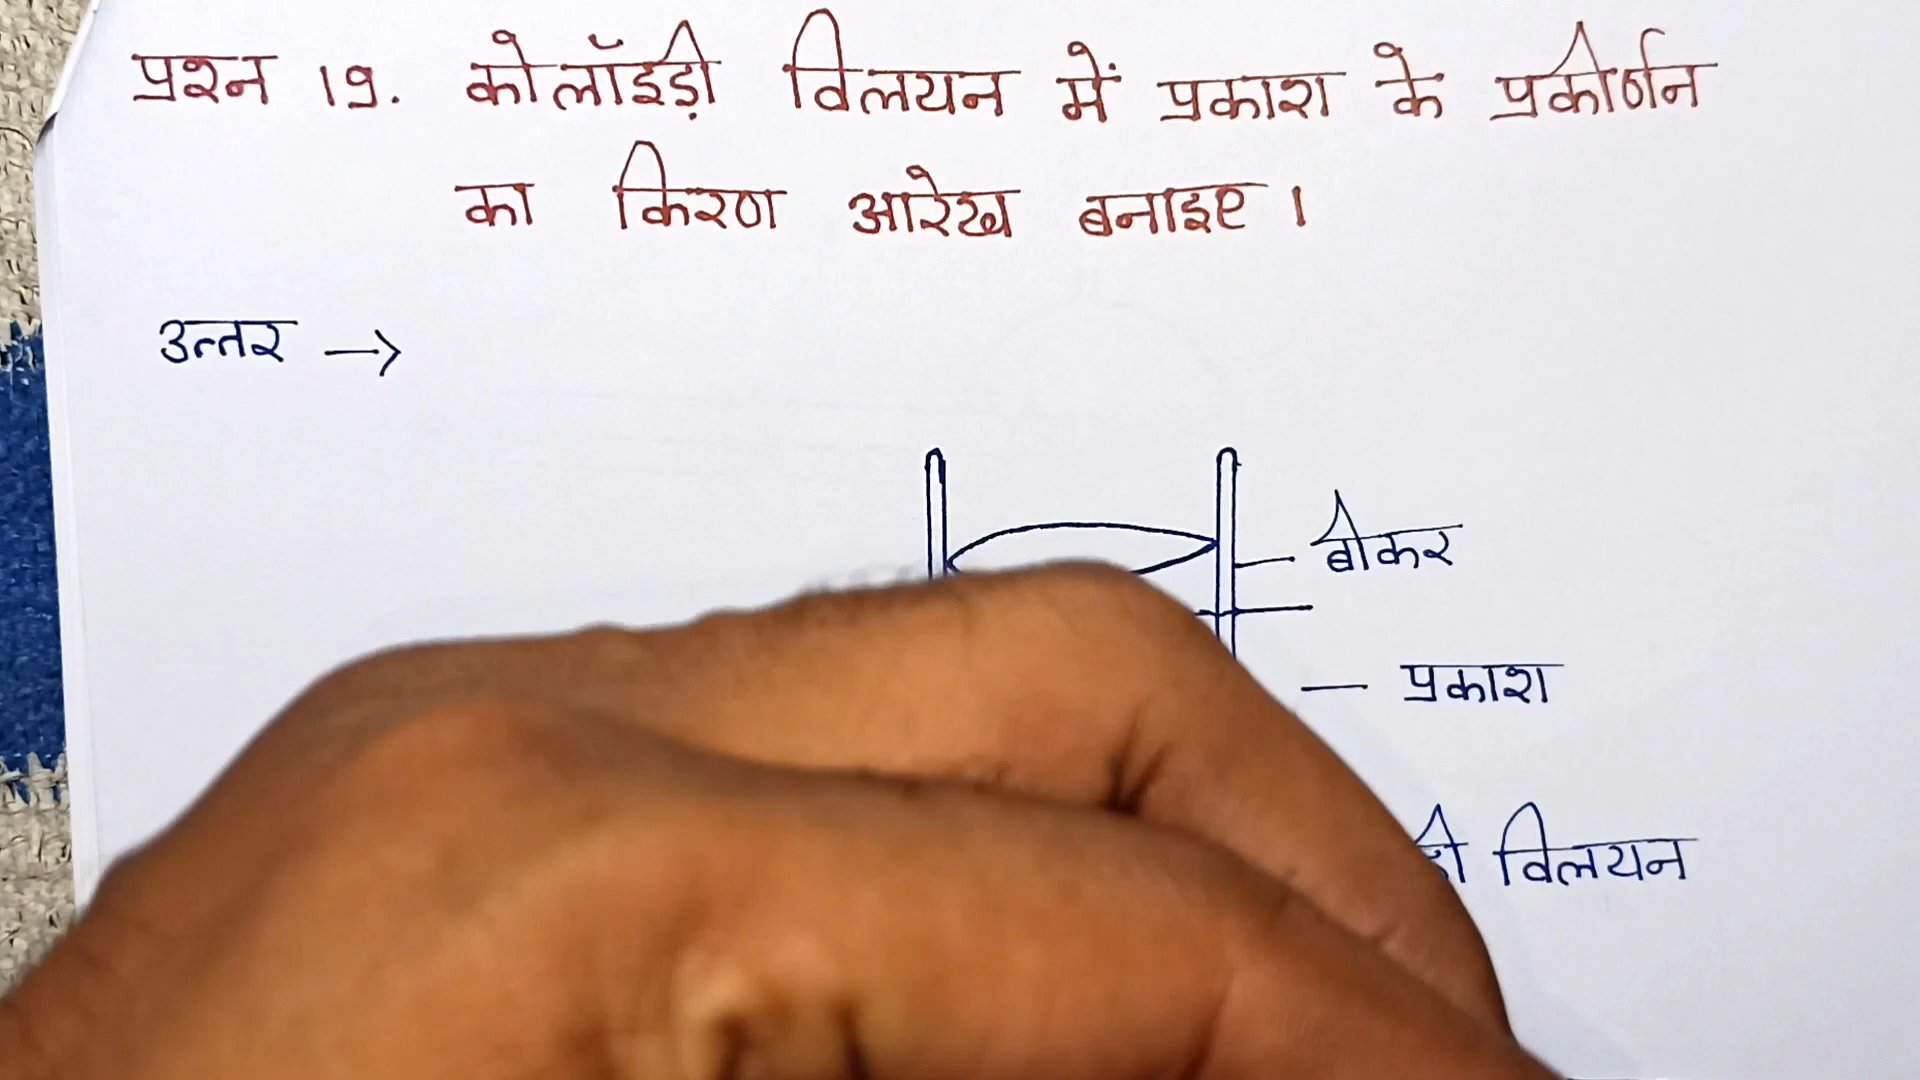 प्रश्न 19. कोलॉइडी विलयन में प्रकाश के प्रकीर्णन
का किरण आरेख बनाइए ।
उत्तर →
बीकर
प्रकाश
विलयन